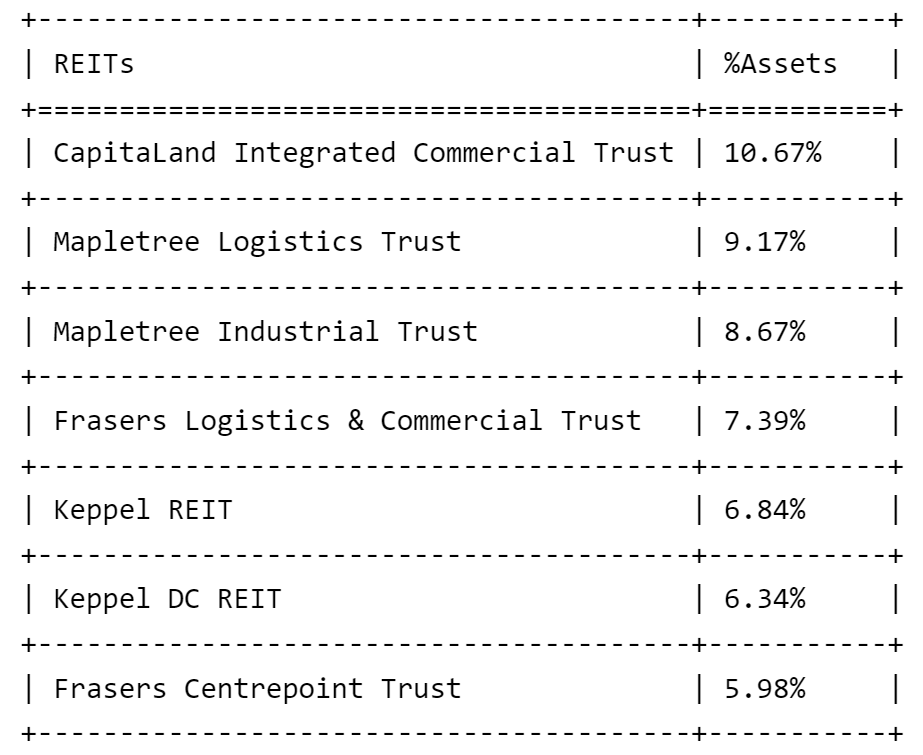 +----------------------------------------+-----------+
| REITs                                  | %Assets   |
+========================================+===========+
| CapitaLand Integrated Commercial Trust | 10.67%    |
+----------------------------------------+-----------+
| Mapletree Logistics Trust              | 9.17%     |
+----------------------------------------+-----------+
| Mapletree Industrial Trust             | 8.67%     |
+----------------------------------------+-----------+
| Frasers Logistics & Commercial Trust   | 7.39%     |
+----------------------------------------+-----------+
| Keppel REIT                            | 6.84%     |
+----------------------------------------+-----------+
| Keppel DC REIT                         | 6.34%     |
+----------------------------------------+-----------+
| Frasers Centrepoint Trust              | 5.98%     |
+----------------------------------------+-----------+